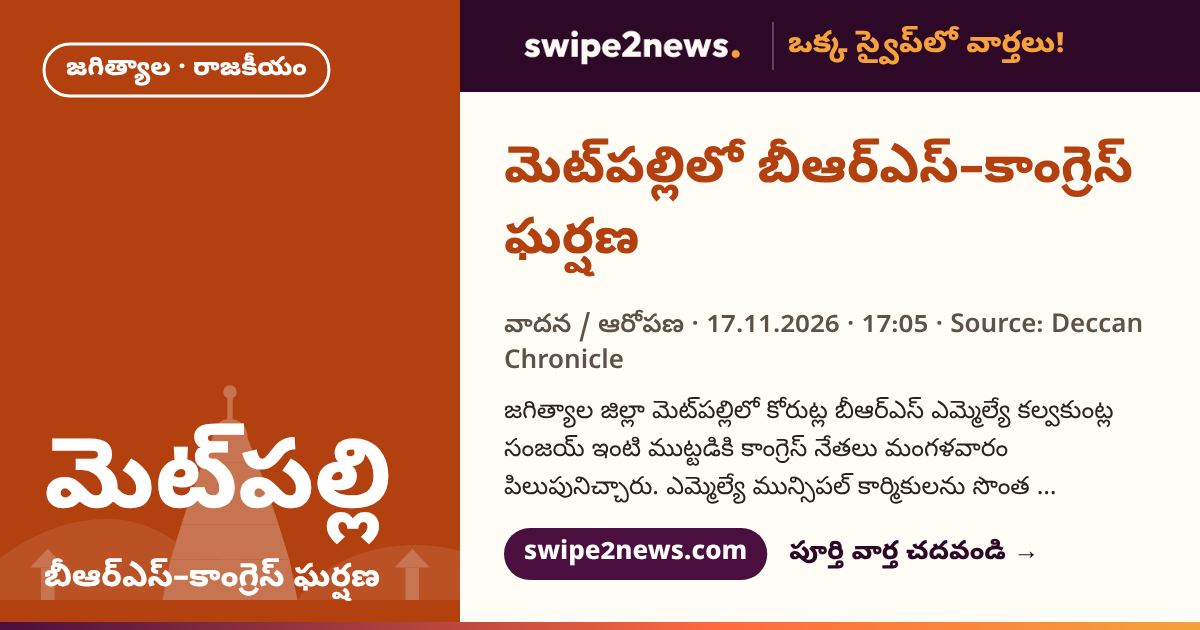 జగిత్యాల · రాజకీయం
మెట్‌పల్లి
బీఆర్ఎస్–కాంగ్రెస్ ఘర్షణ
swipe2news.
ఒక్క స్వైప్‌లో వార్తలు!
మెట్‌పల్లిలో బీఆర్ఎస్–కాంగ్రెస్
ఘర్షణ
వాదన / ఆరోపణ · 17.11.2026 · 17:05 · Source: Deccan
Chronicle
జగిత్యాల జిల్లా మెట్‌పల్లిలో కోరుట్ల బీఆర్ఎస్ ఎమ్మెల్యే కల్వకుంట్ల
సంజయ్ ఇంటి ముట్టడికి కాంగ్రెస్ నేతలు మంగళవారం
పిలుపునిచ్చారు. ఎమ్మెల్యే మున్సిపల్ కార్మికులను సొంత ...
swipe2news.com
పూర్తి వార్త చదవండి →